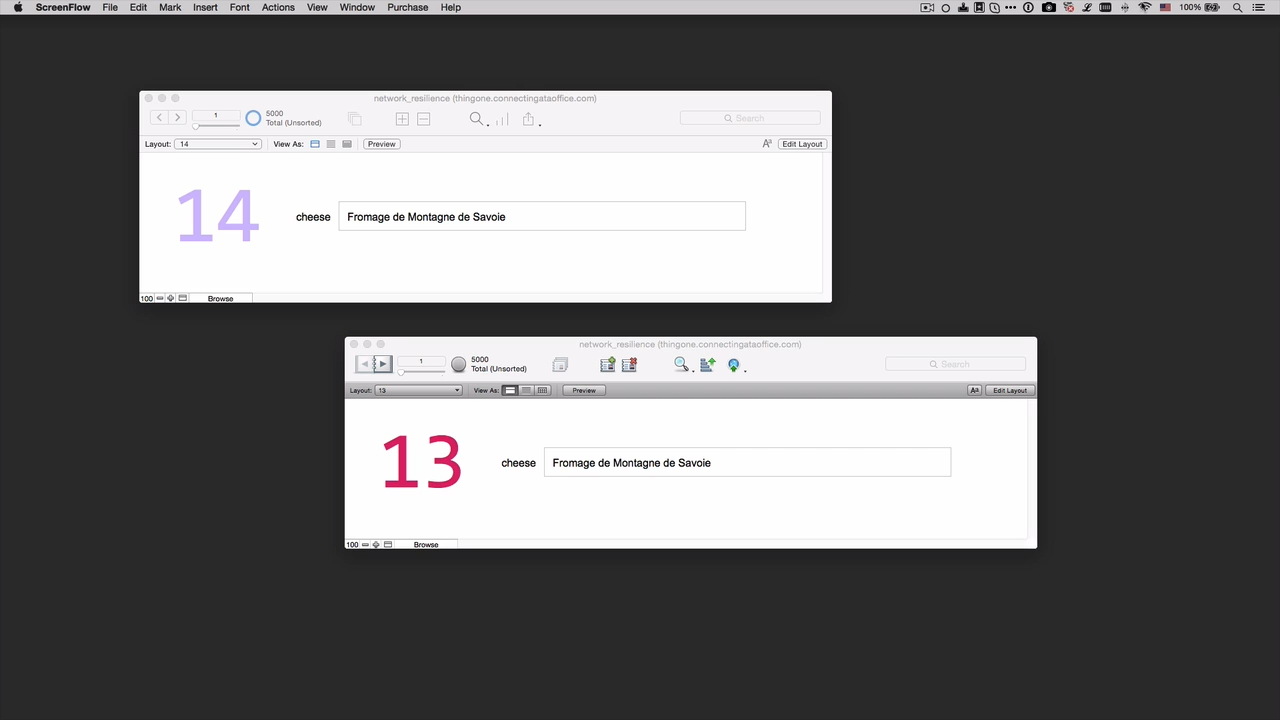 ScreenFlow File Edit Mark Insert Font Actions View Window Purchase Help 100%
network_resilience (thingone.connectingataoffice.com)
1 5000
Total (Unsorted)
Search
Layout: 14 View As: Preview Aa Edit Layout
14 cheese Fromage de Montagne de Savoie
100 Browse
network_resilience (thingone.connectingataoffice.com)
1 5000
Total (Unsorted)
Search
Layout: 13 View As: Preview Aa Edit Layout
13 cheese Fromage de Montagne de Savoie
100 Browse